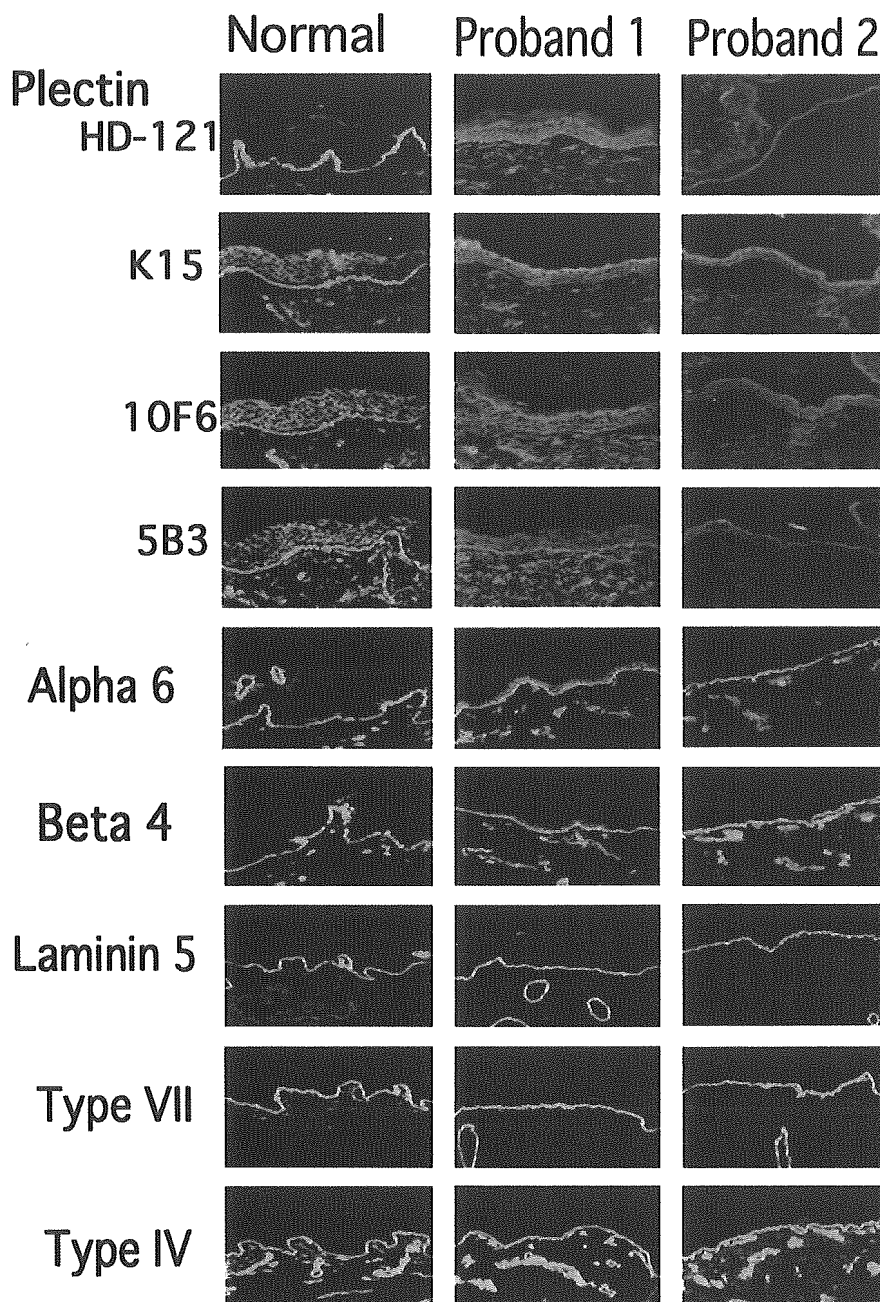 Normal Proband 1 Proband 2
Plectin
HD-121
K15
10F6
5B3
Alpha 6
Beta 4
Laminin 5
Type VII
Type IV